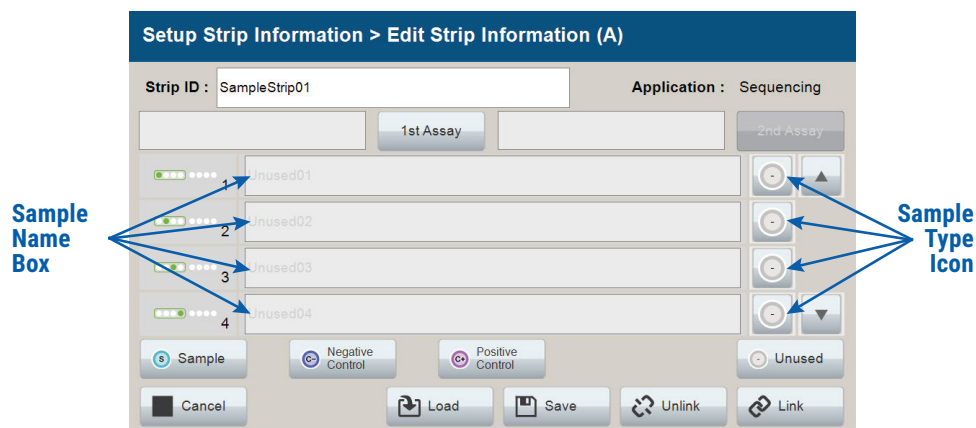 Setup Strip Information > Edit Strip Information (A)
Strip ID : SampleStrip01 Application : Sequencing
1st Assay 2nd Assay
1 Unused01 -
2 Unused02 -
3 Unused03 -
4 Unused04 -
Sample
Name
Box
Sample
Type
Icon
S Sample C- Negative Control C+ Positive Control - Unused
Cancel Load Save Unlink Link